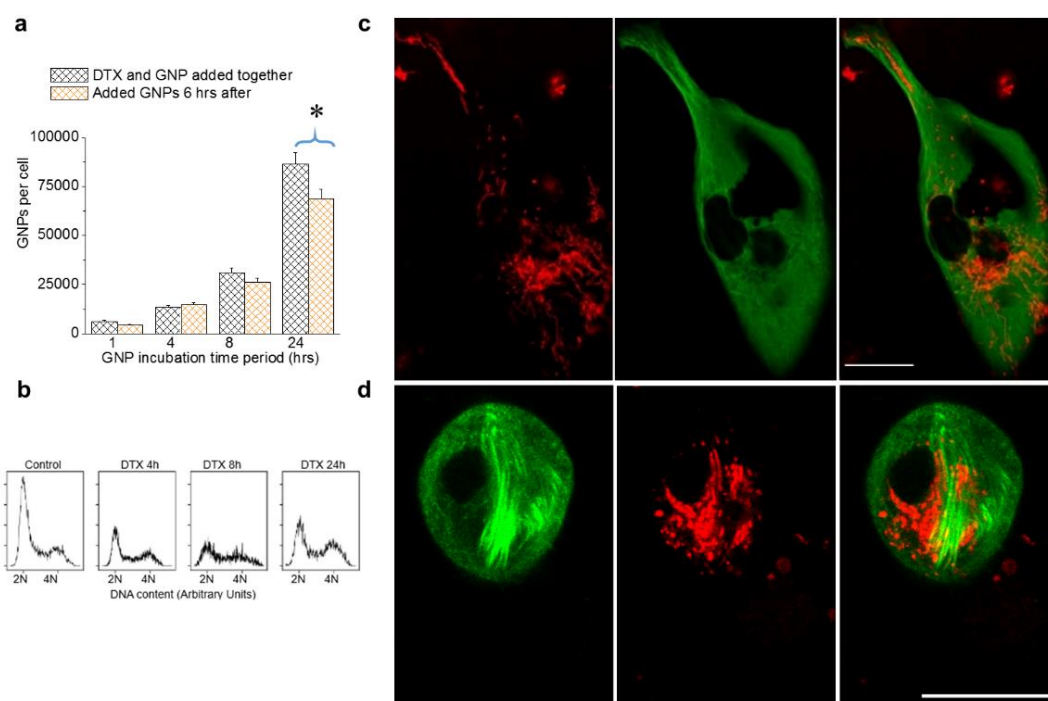 a
DTX and GNP added together
Added GNPs 6 hrs after
*
100000
75000
50000
25000
0
GNPs per cell
1 4 8 24
GNP incubation time period (hrs)
b
Control DTX 4h DTX 8h DTX 24h
2N 4N 2N 4N 2N 4N 2N 4N
DNA content (Arbitrary Units)
c
d